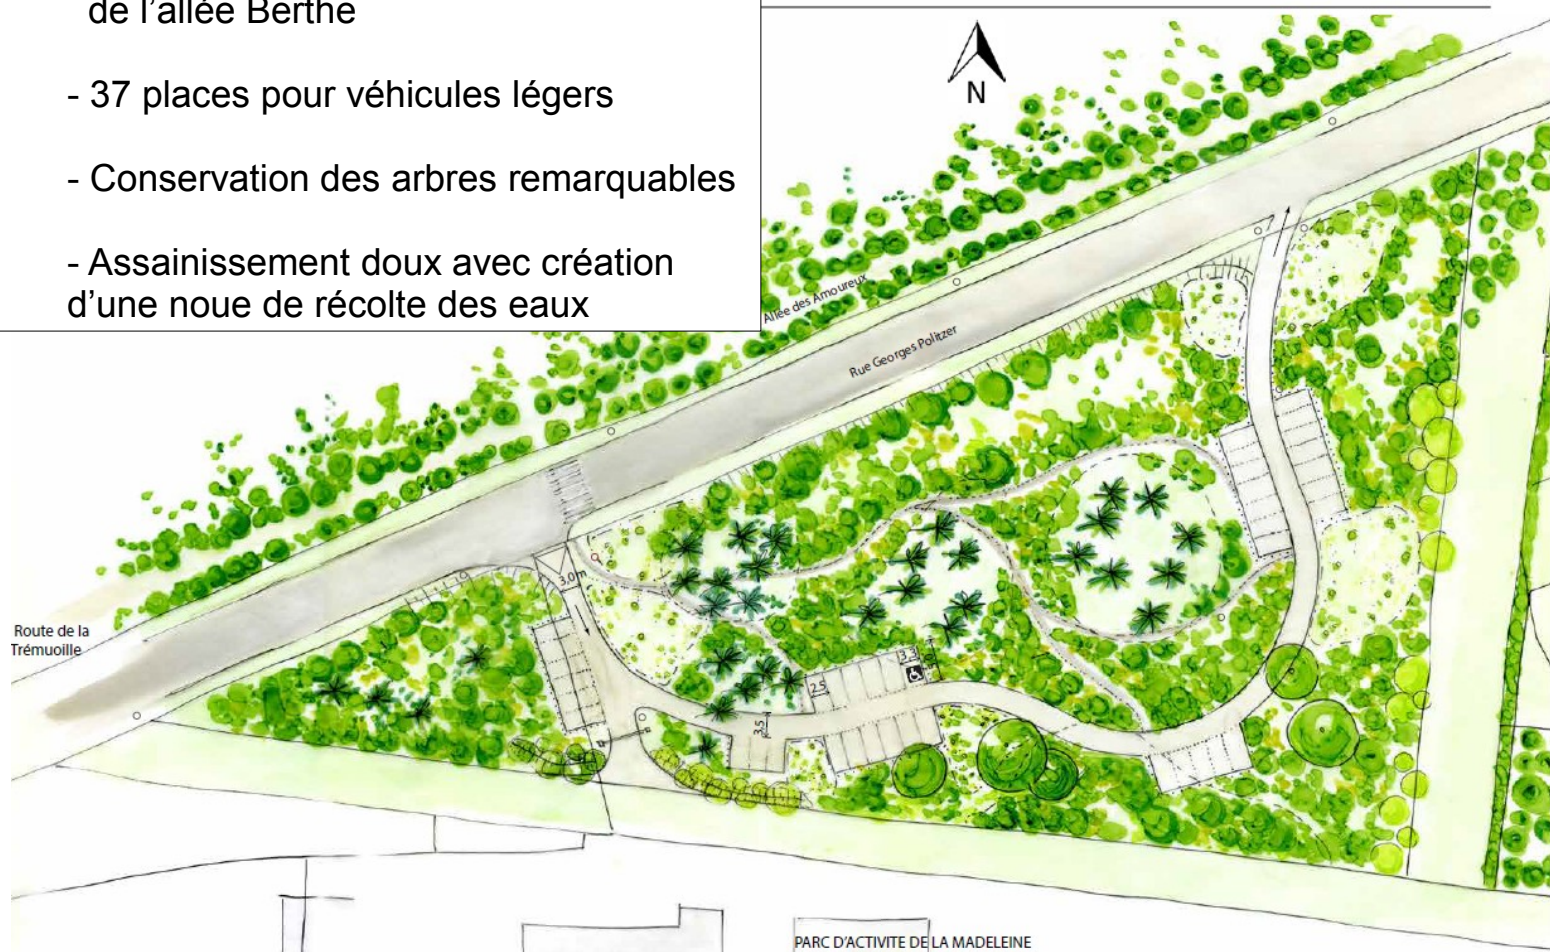 de l'allée Berthe
- 37 places pour véhicules légers
- Conservation des arbres remarquables
- Assainissement doux avec création
d'une noue de récolte des eaux
N
Allée des Amoureux
Rue Georges Politzer
3,0m
Route de la
Trémuoille
3.3
2.5
3.5
PARC D'ACTIVITE DE LA MADELEINE